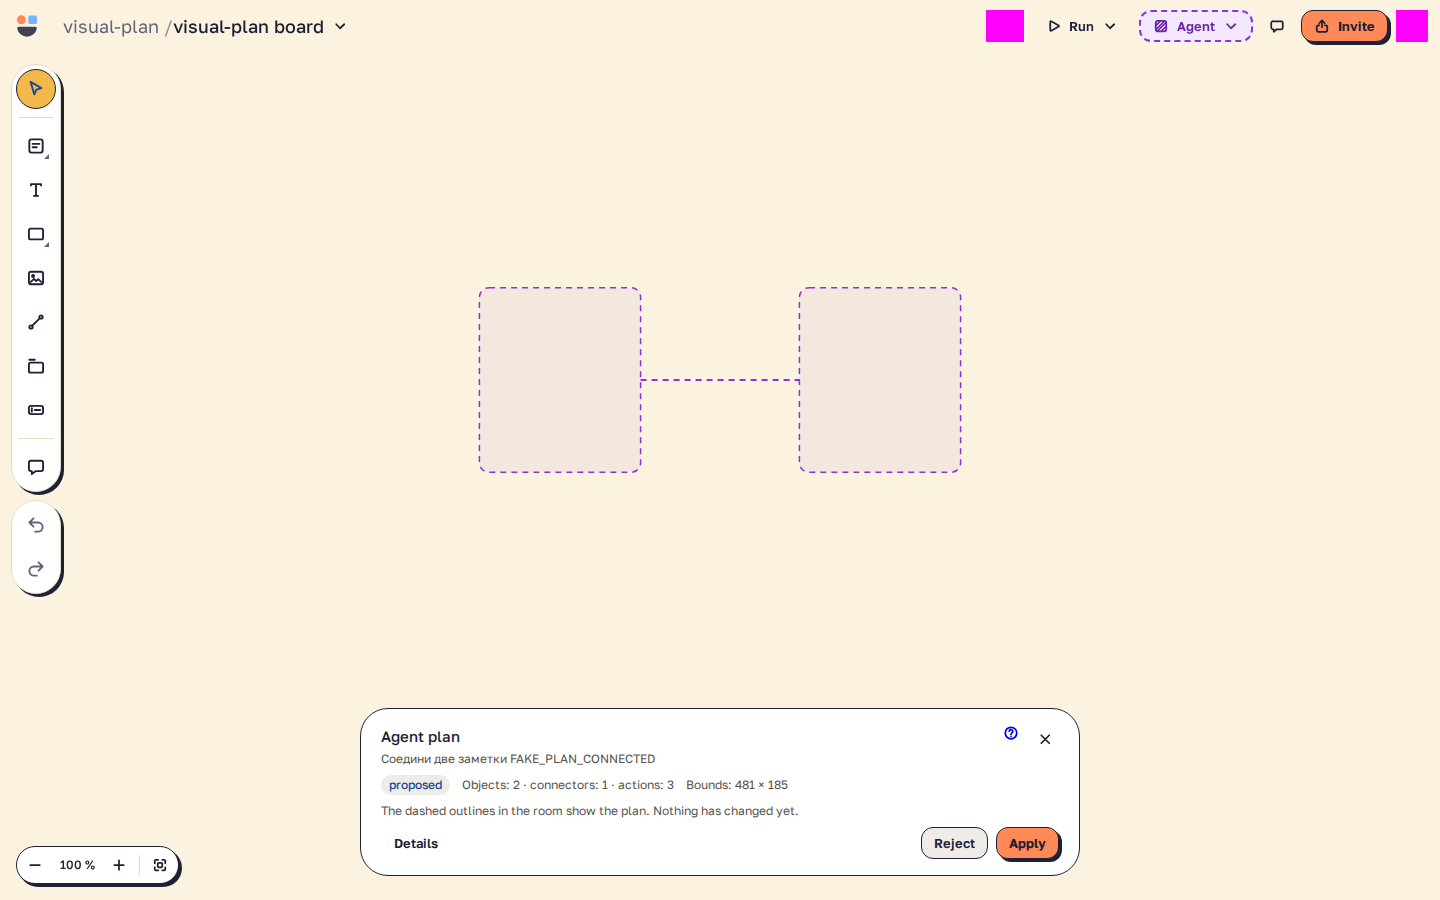 visual-plan / visual-plan board
Run
Agent
Invite
Agent plan
Соедини две заметки FAKE_PLAN_CONNECTED
proposed Objects: 2 · connectors: 1 · actions: 3 Bounds: 481 × 185
The dashed outlines in the room show the plan. Nothing has changed yet.
Details
Reject
Apply
100 %